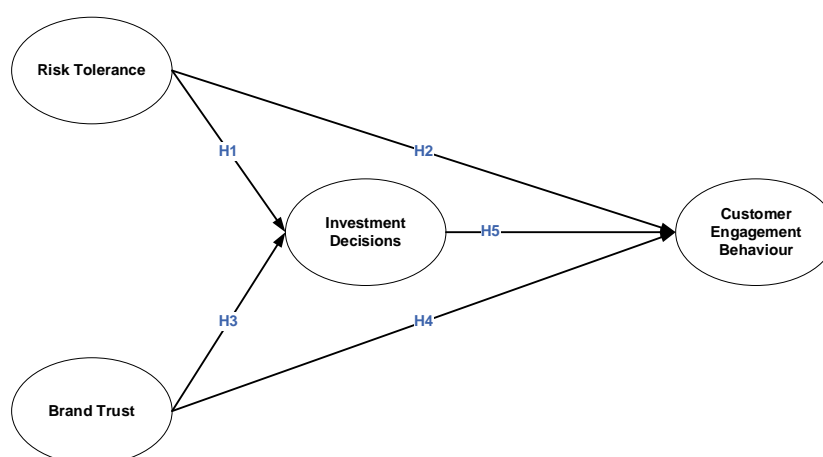 Risk Tolerance
H1
H2
Investment
Decisions
H5
Customer
Engagement
Behaviour
H3
H4
Brand Trust